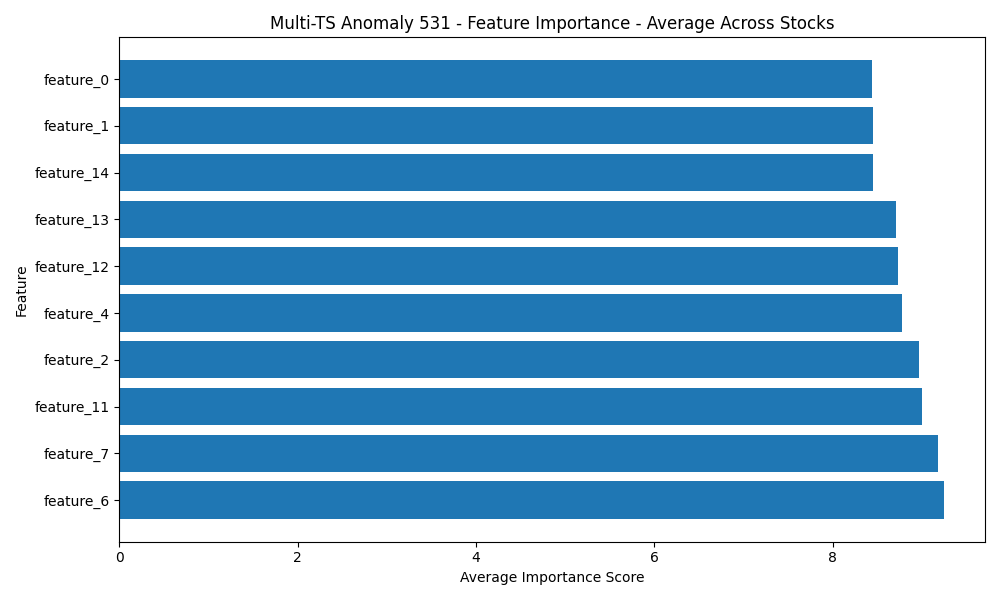 Multi-TS Anomaly 531 - Feature Importance - Average Across Stocks
feature_0
feature_1
feature_14
feature_13
feature_12
feature_4
feature_2
feature_11
feature_7
feature_6
Feature
0 2 4 6 8
Average Importance Score